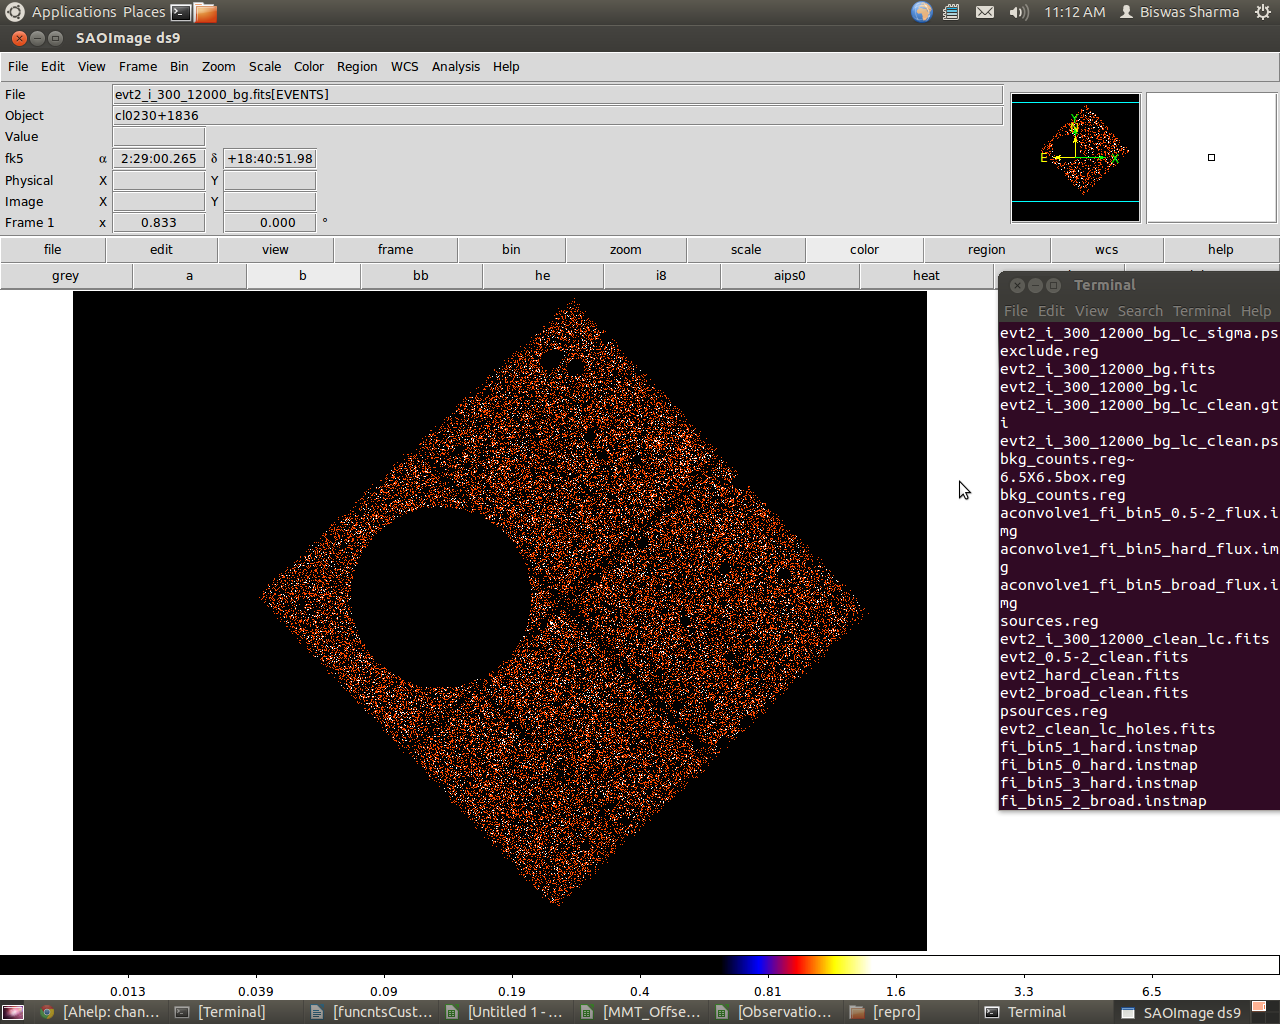 Applications Places 11:12 AM Biswas Sharma
SAOImage ds9
File Edit View Frame Bin Zoom Scale Color Region WCS Analysis Help
File evt2_i_300_12000_bg.fits[EVENTS]
Object cl0230+1836
Value
fk5 α 2:29:00.265 δ +18:40:51.98
Physical X Y
Image X Y
Frame 1 x 0.833 0.000 °
Y
N
E X
file edit view frame bin zoom scale color region wcs help
grey a b bb he i8 aips0 heat
Terminal
File Edit View Search Terminal Help
evt2_i_300_12000_bg_lc_sigma.ps
exclude.reg
evt2_i_300_12000_bg.fits
evt2_i_300_12000_bg.lc
evt2_i_300_12000_bg_lc_clean.gt
i
evt2_i_300_12000_bg_lc_clean.ps
bkg_counts.reg~
6.5X6.5box.reg
bkg_counts.reg
aconvolve1_fi_bin5_0.5-2_flux.i
mg
aconvolve1_fi_bin5_hard_flux.im
g
aconvolve1_fi_bin5_broad_flux.i
mg
sources.reg
evt2_i_300_12000_clean_lc.fits
evt2_0.5-2_clean.fits
evt2_hard_clean.fits
evt2_broad_clean.fits
psources.reg
evt2_clean_lc_holes.fits
fi_bin5_1_hard.instmap
fi_bin5_0_hard.instmap
fi_bin5_3_hard.instmap
fi_bin5_2_broad.instmap
0.013 0.039 0.09 0.19 0.4 0.81 1.6 3.3 6.5
[Ahelp: chan... [Terminal] [FuncntsCust... [Untitled 1 - ... [MMT_Offse... [Observatio... [repro] Terminal SAOImage ds9